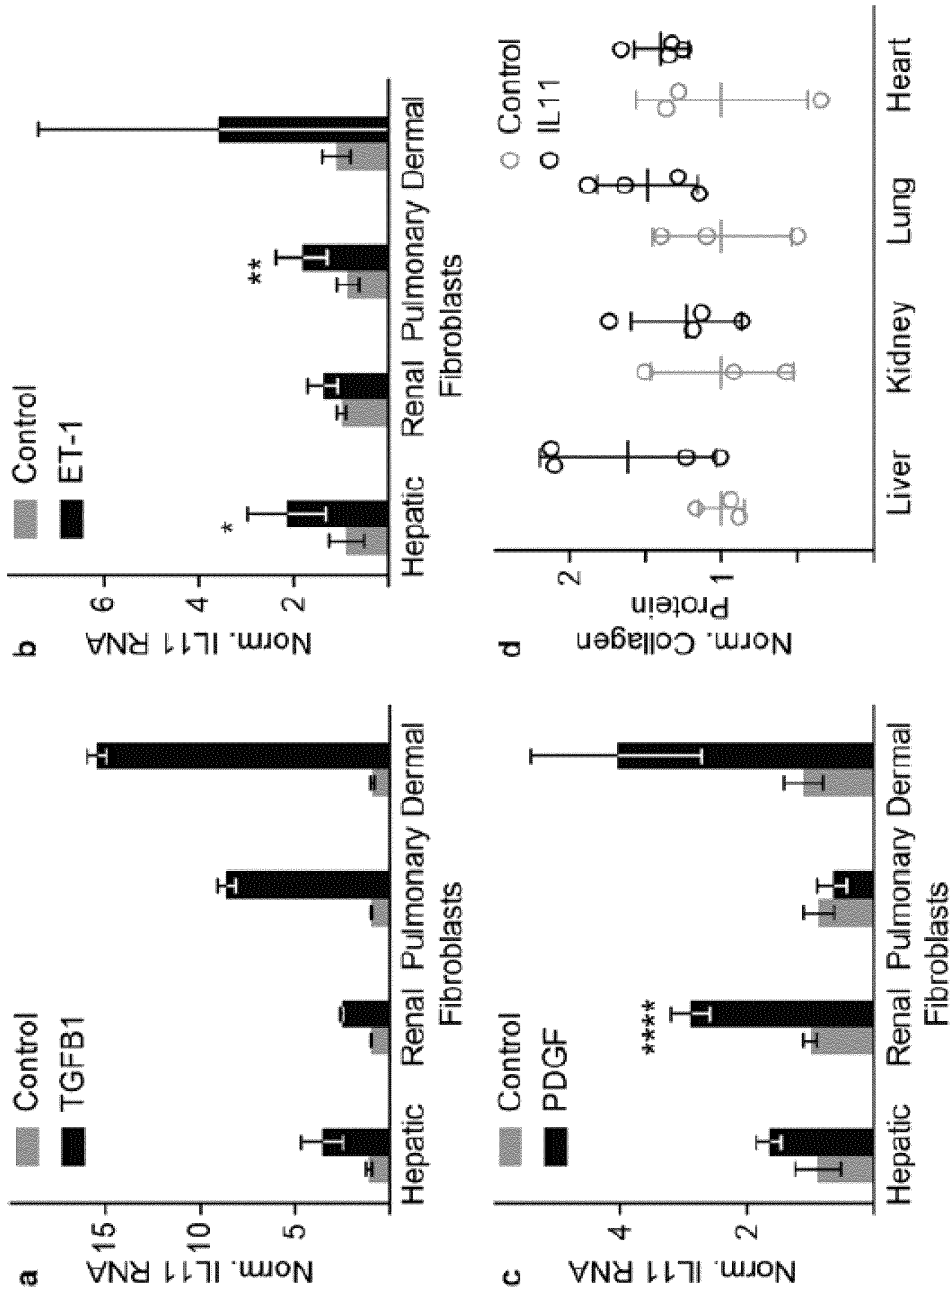 a
Norm. IL11 RNA
15
10
5
Control
TGFB1
Hepatic Renal Pulmonary Dermal
Fibroblasts
b
Norm. IL11 RNA
6
4
2
Control
ET-1
*
**
Hepatic Renal Pulmonary Dermal
Fibroblasts
c
Norm. IL11 RNA
4
2
Control
PDGF
****
Hepatic Renal Pulmonary Dermal
Fibroblasts
d
Norm. Collagen
Protein
2
1
Control
IL11
Liver Kidney Lung Heart